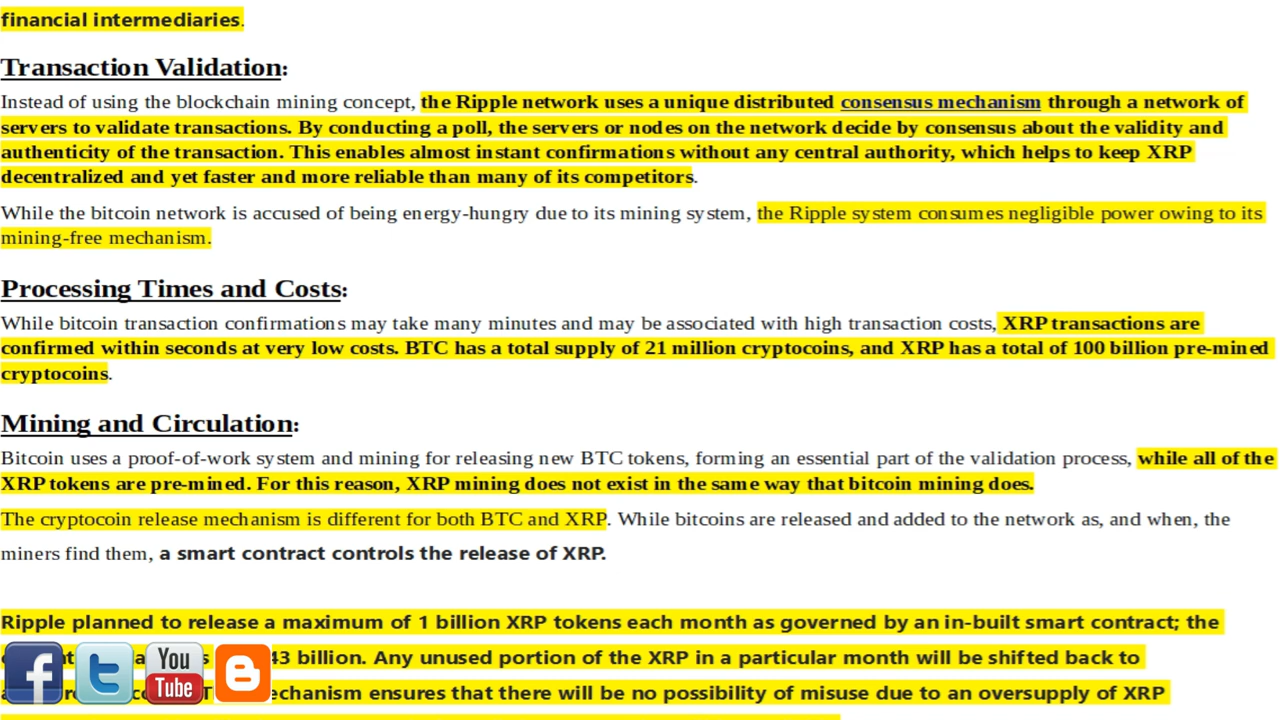 financial intermediaries.
Transaction Validation:
Instead of using the blockchain mining concept, the Ripple network uses a unique distributed consensus mechanism through a network of
servers to validate transactions. By conducting a poll, the servers or nodes on the network decide by consensus about the validity and
authenticity of the transaction. This enables almost instant confirmations without any central authority, which helps to keep XRP
decentralized and yet faster and more reliable than many of its competitors.
While the bitcoin network is accused of being energy-hungry due to its mining system, the Ripple system consumes negligible power owing to its
mining-free mechanism.
Processing Times and Costs:
While bitcoin transaction confirmations may take many minutes and may be associated with high transaction costs, XRP transactions are
confirmed within seconds at very low costs. BTC has a total supply of 21 million cryptocoins, and XRP has a total of 100 billion pre-mined
cryptocoins.
Mining and Circulation:
Bitcoin uses a proof-of-work system and mining for releasing new BTC tokens, forming an essential part of the validation process, while all of the
XRP tokens are pre-mined. For this reason, XRP mining does not exist in the same way that bitcoin mining does.
The cryptocoin release mechanism is different for both BTC and XRP. While bitcoins are released and added to the network as, and when, the
miners find them, a smart contract controls the release of XRP.
Ripple planned to release a maximum of 1 billion XRP tokens each month as governed by an in-built smart contract; the
43 billion. Any unused portion of the XRP in a particular month will be shifted back to
mechanism ensures that there will be no possibility of misuse due to an oversupply of XRP
You
Tube